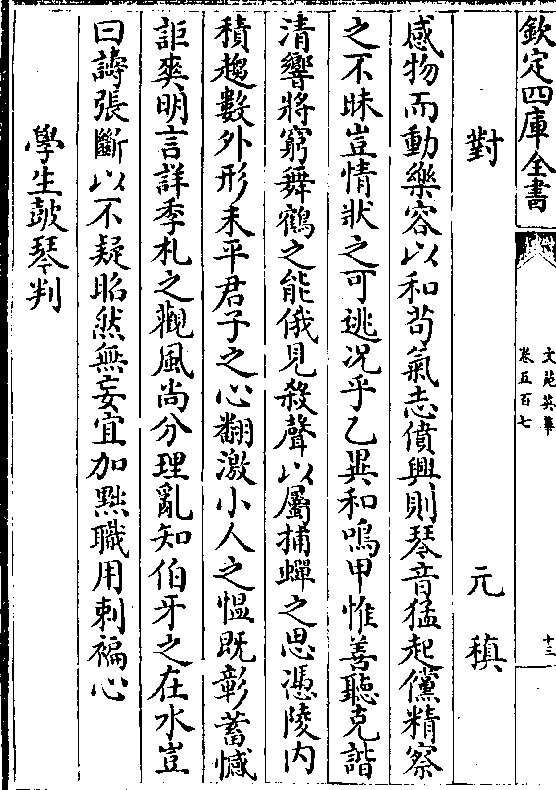 欽定四庫全書
文苑英華
卷五百七
十三
對
元稹
感物而動樂容以和苟氣志僨興則琴音猛起儻精察
之不昧豈情狀之可逃況乎乙異和鳴甲惟善聽克諧
清響將窮舞鶴之能俄見殺聲以屬捕蟬之思憑陵內
積趨數外形未平君子之心翻激小人之慍既彰蓄憾
詎爽明言詳季札之觀風尚分理亂知伯牙之在水豈
曰譸張斷以不疑昭然無妄宜加黜職用刺褊心
學生鼓琴判